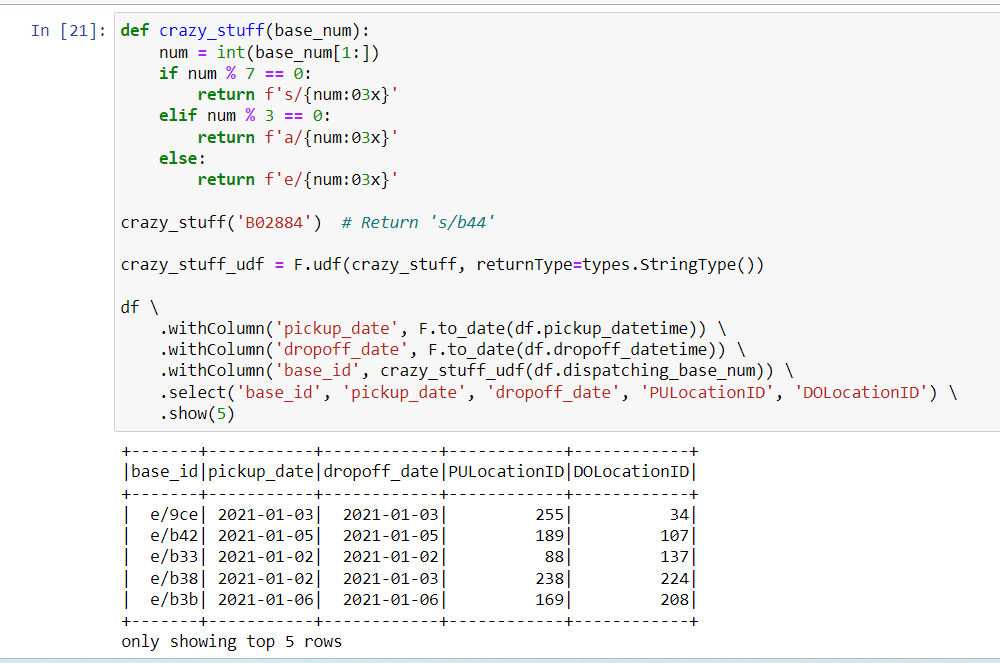 In [21]: def crazy_stuff(base_num):
    num = int(base_num[1:])
    if num % 7 == 0:
        return f's/{num:03x}'
    elif num % 3 == 0:
        return f'a/{num:03x}'
    else:
        return f'e/{num:03x}'

crazy_stuff('B02884')  # Return 's/b44'

crazy_stuff_udf = F.udf(crazy_stuff, returnType=types.StringType())

df \
    .withColumn('pickup_date', F.to_date(df.pickup_datetime)) \
    .withColumn('dropoff_date', F.to_date(df.dropoff_datetime)) \
    .withColumn('base_id', crazy_stuff_udf(df.dispatching_base_num)) \
    .select('base_id', 'pickup_date', 'dropoff_date', 'PULocationID', 'DOLocationID') \
    .show(5)

+-------+-----------+------------+------------+------------+
|base_id|pickup_date|dropoff_date|PULocationID|DOLocationID|
+-------+-----------+------------+------------+------------+
|  e/9ce| 2021-01-03|  2021-01-03|         255|          34|
|  e/b42| 2021-01-05|  2021-01-05|         189|         107|
|  e/b33| 2021-01-02|  2021-01-02|          88|         137|
|  e/b38| 2021-01-02|  2021-01-03|         238|         224|
|  e/b3b| 2021-01-06|  2021-01-06|         169|         208|
+-------+-----------+------------+------------+------------+
only showing top 5 rows